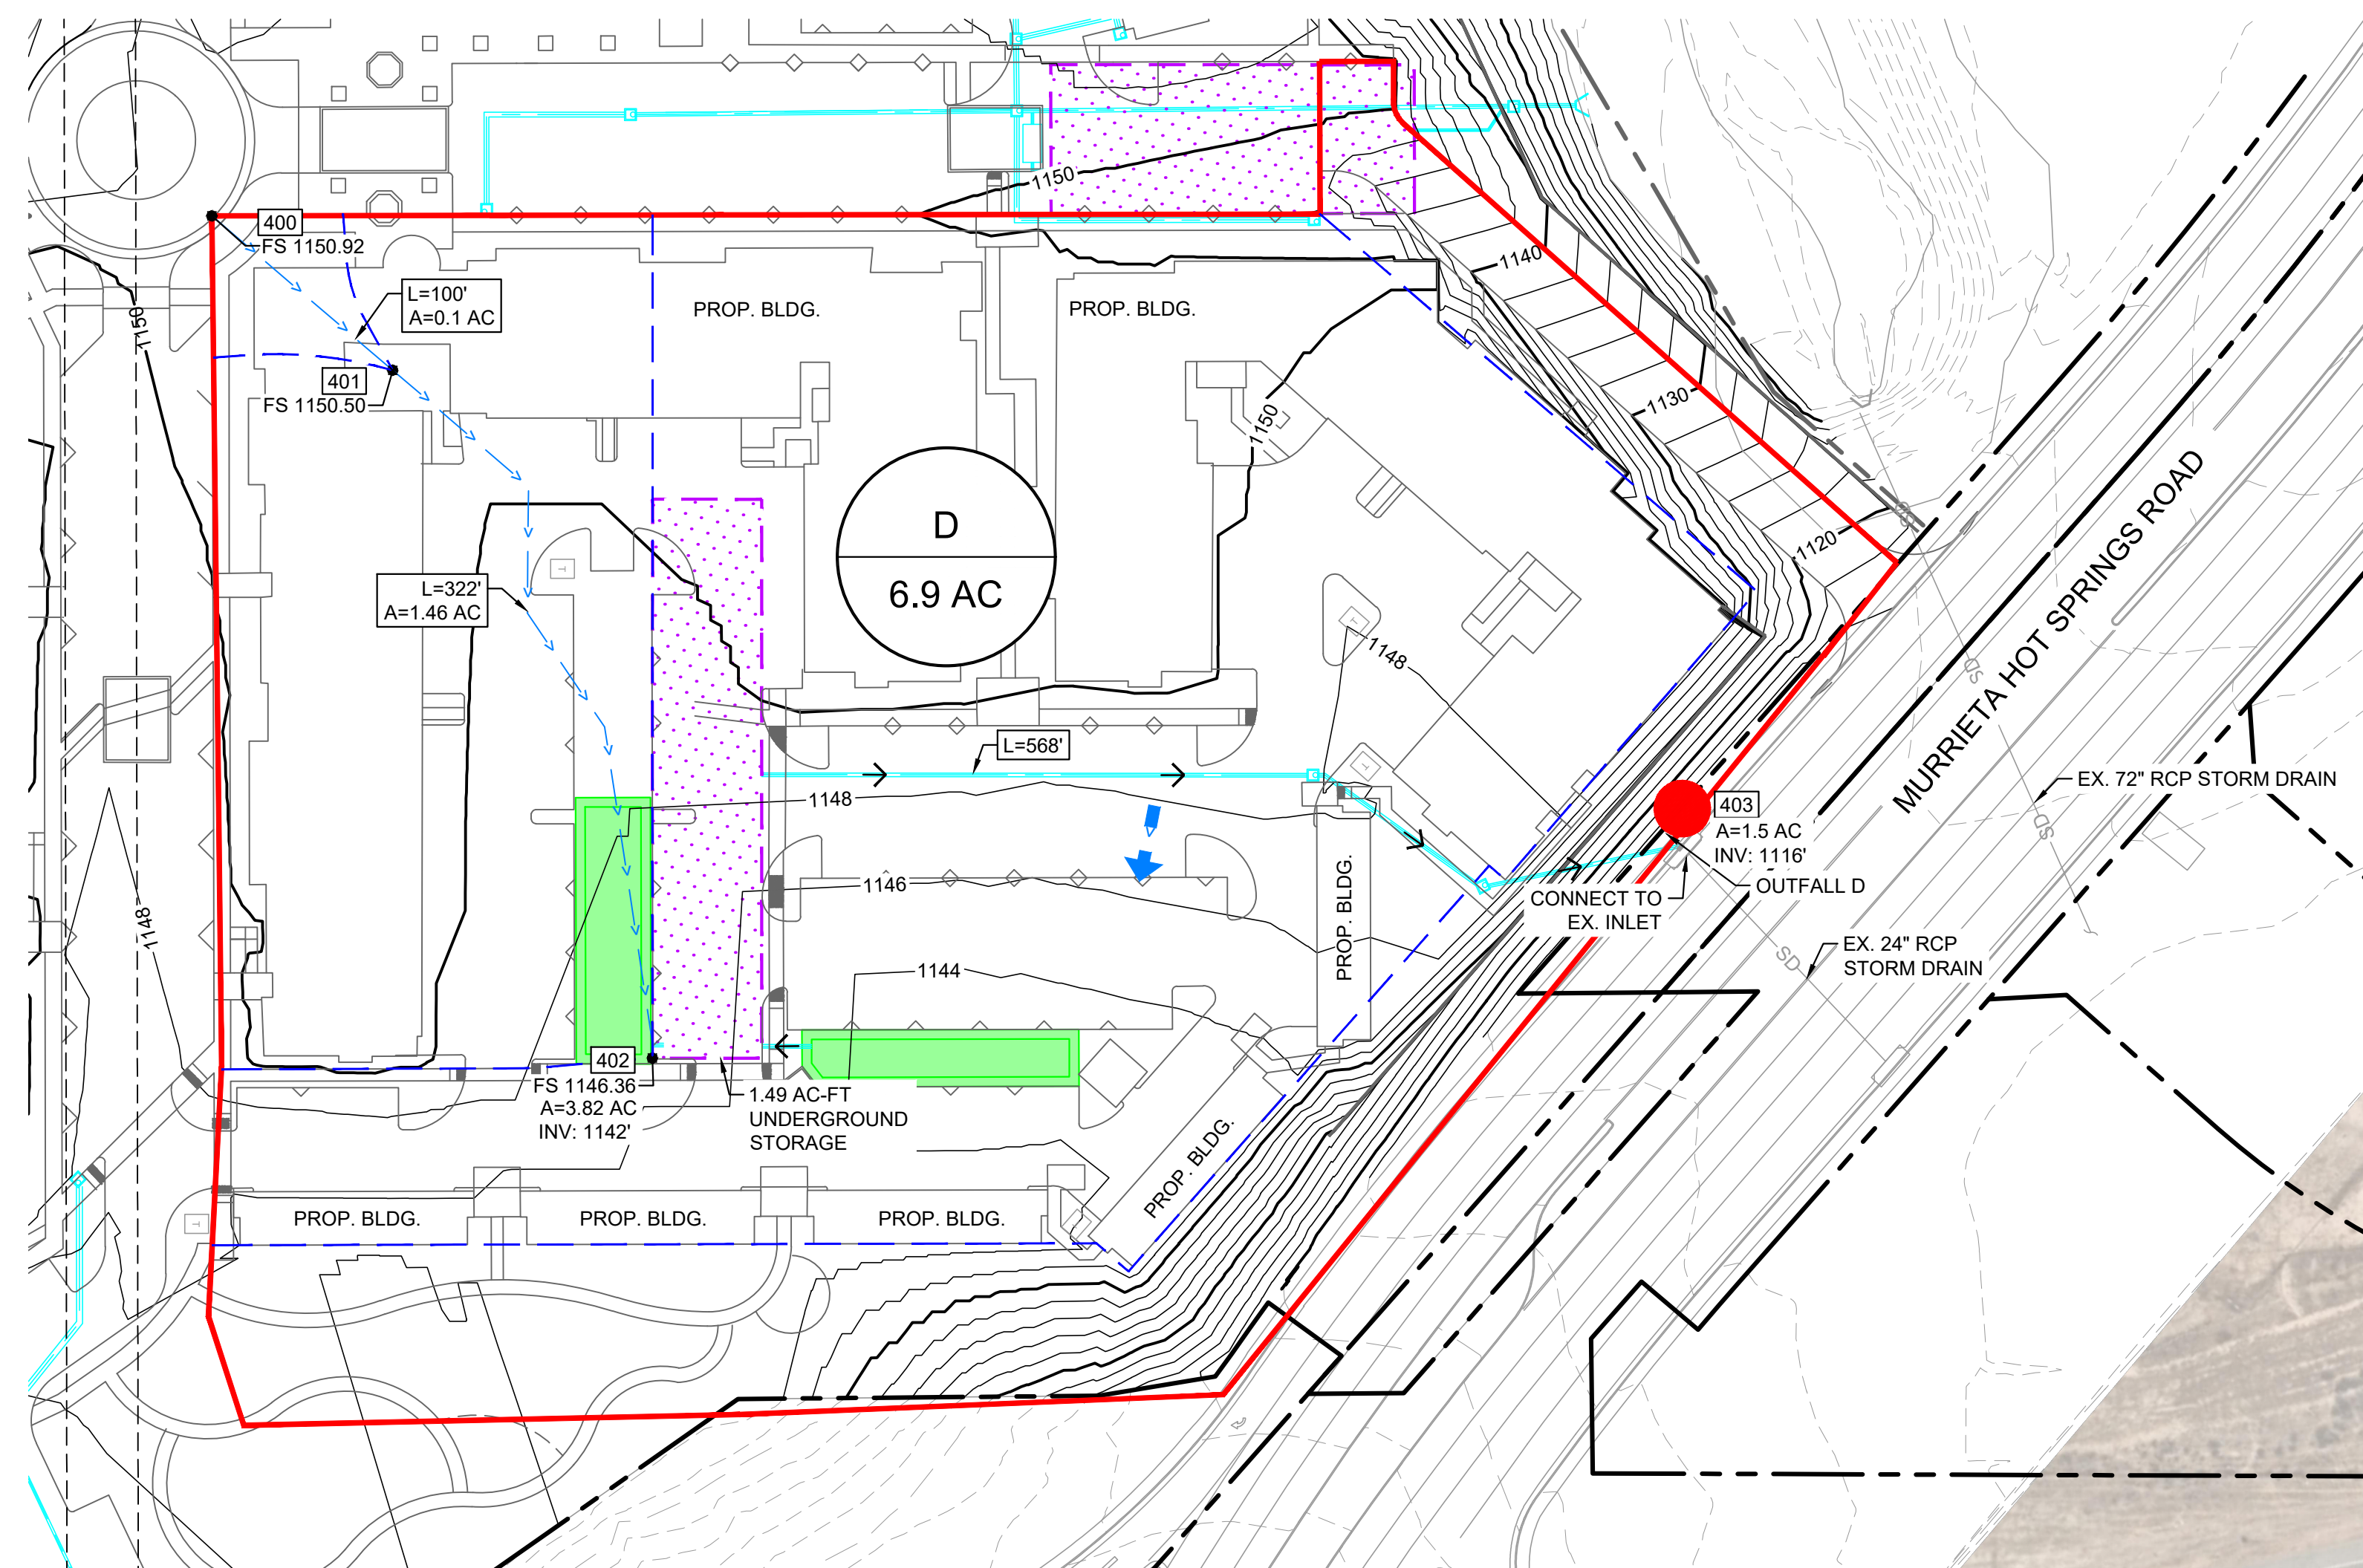 1150
400
FS 1150.92
1140
L=100'
A=0.1 AC
PROP. BLDG.
PROP. BLDG.
1150
401
FS 1150.50
1130
1150
D
6.9 AC
1120
SD
L=322'
A=1.46 AC
1148
SD
MURRIETA HOT SPRINGS ROAD
L=568'
EX. 72" RCP STORM DRAIN
1148
403
A=1.5 AC
INV: 1116'
SD
1146
OUTFALL D
CONNECT TO
EX. INLET
PROP. BLDG.
1148
1144
EX. 24" RCP
STORM DRAIN
SD
402
FS 1146.36
A=3.82 AC
INV: 1142'
1.49 AC-FT
UNDERGROUND
STORAGE
PROP. BLDG.
PROP. BLDG.
PROP. BLDG.
PROP. BLDG.
T
T
T
T